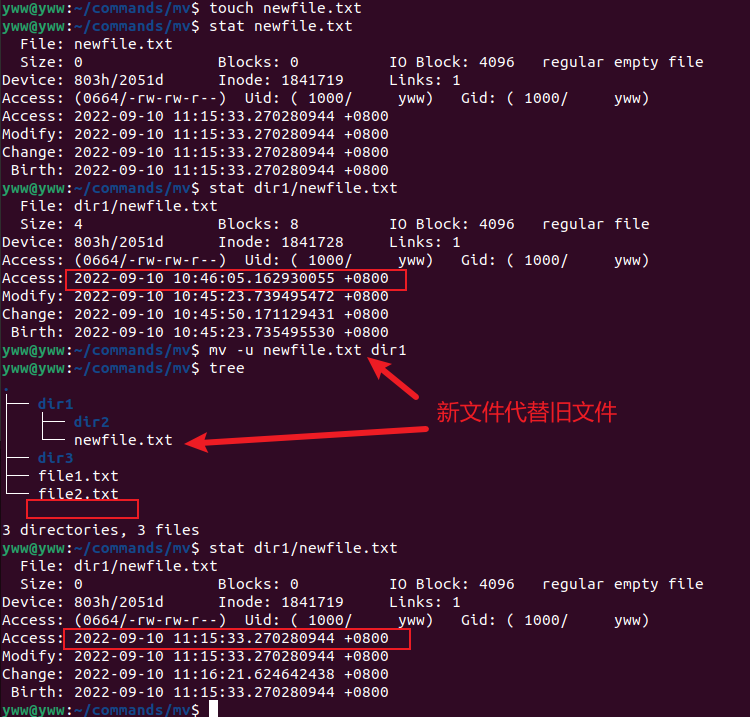 yww@yww:~/commands/mv$ touch newfile.txt
yww@yww:~/commands/mv$ stat newfile.txt
  File: newfile.txt
  Size: 0               Blocks: 0          IO Block: 4096   regular empty file
Device: 803h/2051d      Inode: 1841719     Links: 1
Access: (0664/-rw-rw-r--)  Uid: ( 1000/     yww)   Gid: ( 1000/     yww)
Access: 2022-09-10 11:15:33.270280944 +0800
Modify: 2022-09-10 11:15:33.270280944 +0800
Change: 2022-09-10 11:15:33.270280944 +0800
 Birth: 2022-09-10 11:15:33.270280944 +0800
yww@yww:~/commands/mv$ stat dir1/newfile.txt
  File: dir1/newfile.txt
  Size: 4               Blocks: 8          IO Block: 4096   regular file
Device: 803h/2051d      Inode: 1841728     Links: 1
Access: (0664/-rw-rw-r--)  Uid: ( 1000/     yww)   Gid: ( 1000/     yww)
Access: 2022-09-10 10:46:05.162930055 +0800
Modify: 2022-09-10 10:45:23.739495472 +0800
Change: 2022-09-10 10:45:50.171129431 +0800
 Birth: 2022-09-10 10:45:23.735495530 +0800
yww@yww:~/commands/mv$ mv -u newfile.txt dir1
yww@yww:~/commands/mv$ tree
.
├── dir1
│   ├── dir2
│   └── newfile.txt
├── dir3
├── file1.txt
└── file2.txt
新文件代替旧文件
3 directories, 3 files
yww@yww:~/commands/mv$ stat dir1/newfile.txt
  File: dir1/newfile.txt
  Size: 0               Blocks: 0          IO Block: 4096   regular empty file
Device: 803h/2051d      Inode: 1841719     Links: 1
Access: (0664/-rw-rw-r--)  Uid: ( 1000/     yww)   Gid: ( 1000/     yww)
Access: 2022-09-10 11:15:33.270280944 +0800
Modify: 2022-09-10 11:15:33.270280944 +0800
Change: 2022-09-10 11:16:21.624642438 +0800
 Birth: 2022-09-10 11:15:33.270280944 +0800
yww@yww:~/commands/mv$